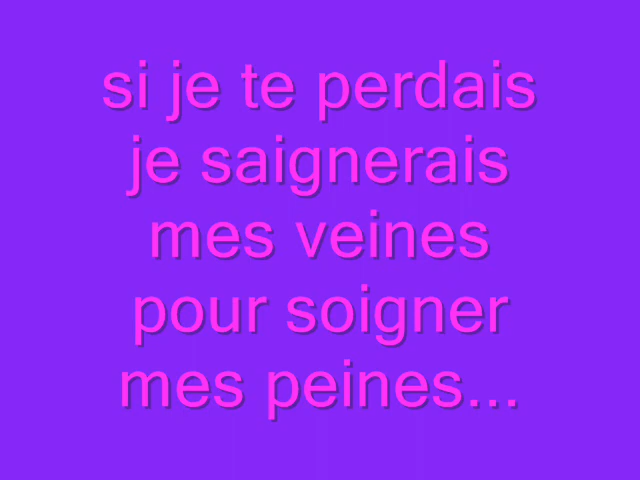 si je te perdais
je saignerais
mes veines
pour soigner
mes peines...